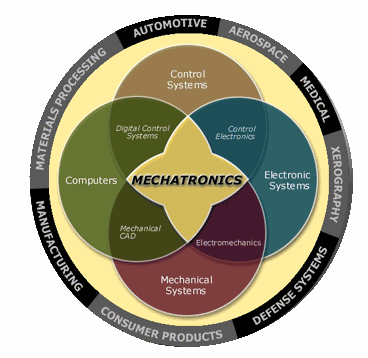 AUTOMOTIVE
AEROSPACE
MEDICAL
XEROGRAPHY
DEFENSE SYSTEMS
CONSUMER PRODUCTS
MANUFACTURING
MATERIALS PROCESSING
Control
Systems
Digital Control
Systems
Control
Electronics
Computers
MECHATRONICS
Electronic
Systems
Mechanical
CAD
Electromechanics
Mechanical
Systems